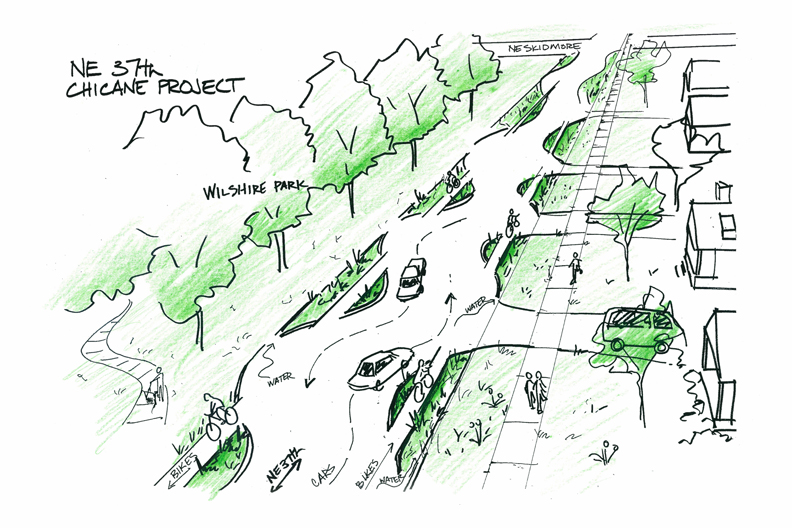 NE SKIDMORE
NE 37th
CHICANE PROJECT
WILSHIRE PARK
WATER
WATER
BIKES
NE 37th
CARS
BIKES
WATER